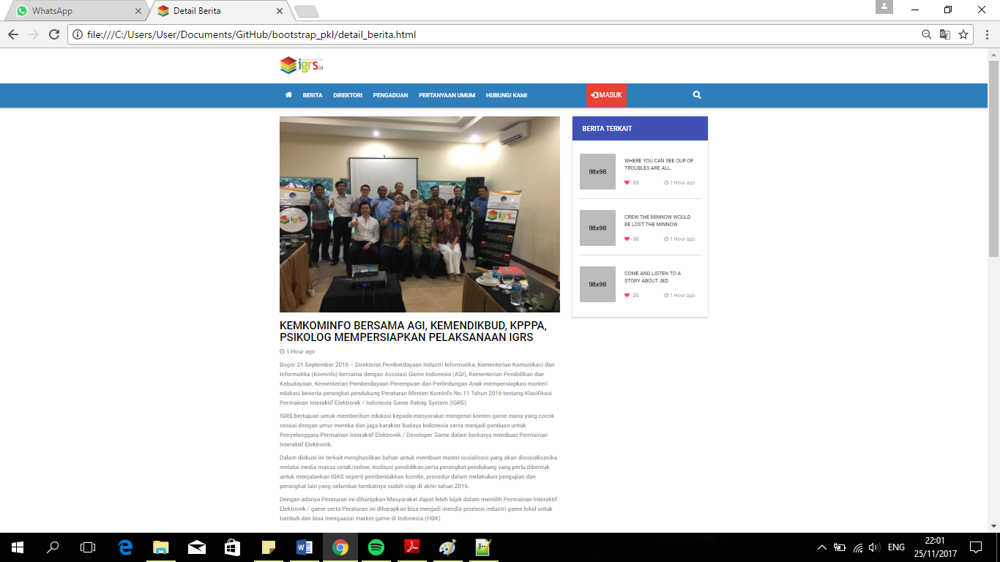 WhatsApp
Detail Berita
file:///C:/Users/User/Documents/GitHub/bootstrap_pkl/detail_berita.html
igrs.id
BERITA DIREKTORI PENGADUAN PERTANYAAN UMUM HUBUNGI KAMI MASUK
igrs.id
igrs.id
KEMKOMINFO BERSAMA AGI, KEMENDIKBUD, KPPPA,
PSIKOLOG MEMPERSIAPKAN PELAKSANAAN IGRS
1 Hour ago
Bogor 21 September 2016 – Direktorat Pemberdayaan Industri Informatika, Kementerian Komunikasi dan
Informatika (Kominfo) bersama dengan Asosiasi Game Indonesia (AGI), Kementerian Pendidikan dan
Kebudayaan, Kementerian Pemberdayaan Perempuan dan Perlindungan Anak mempersiapkan manteri
edukasi beserta perangkat pendukung Peraturan Menteri Kominfo No.11 Tahun 2016 tentang Klasifikasi
Permainan Interaktif Elektronik / Indonesia Game Rating System (IGRS).
IGRS bertujuan untuk memberikan edukasi kepada masyarakat mengenai konten game mana yang cocok
sesuai dengan umur mereka dan juga karakter budaya Indonesia serta menjadi panduan untuk
Penyelenggara Permainan Interaktif Elektronik / Developer Game dalam berkarya membuat Permainan
Interaktif Elektronik.
Dalam diskusi ini terkait menghasilkan bahan untuk membuat materi sosialisasi yang akan disosialisasika
melalui media massa cetak/online, institusi pendidikan,serta perangkat pendukung yang perlu dibentuk
untuk menjalankan IGRS seperti pembentukkan komite, prosedur dalam melakukan pengujian dan
perangkat lain yang selambat-lambatnya sudah siap di akhir tahun 2016.
Dengan adanya Peraturan ini diharapkan Masyarakat dapat lebih bijak dalam memilih Permainan Interaktif
Elektronik / game serta Peraturan ini diharapkan bisa menjadi mendia promosi industri game lokal untuk
tumbuh dan bisa menguasai market game di Indonesia.(HBK)
BERITA TERKAIT
98x98
WHERE YOU CAN SEE OUR OF
TROUBLES ARE ALL
33 1 Hour ago
98x98
CREW THE MINNOW WOULD
BE LOST THE MINNOW
30 1 Hour ago
98x98
COME AND LISTEN TO A
STORY ABOUT JED
25 1 Hour ago
ENG
22:01
25/11/2017